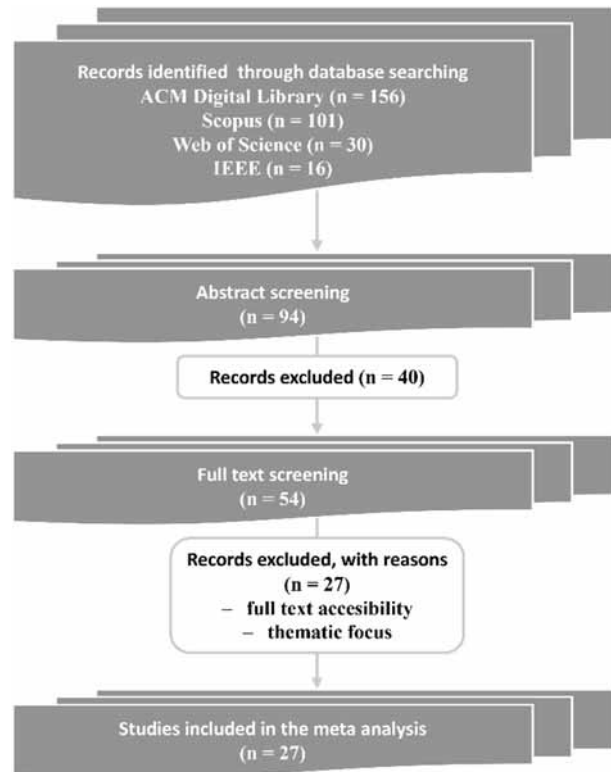 Records identified through database searching
ACM Digital Library (n = 156)
Scopus (n = 101)
Web of Science (n = 30)
IEEE (n = 16)
Abstract screening
(n = 94)
Records excluded (n = 40)
Full text screening
(n = 54)
Records excluded, with reasons
(n = 27)
– full text accesibility
– thematic focus
Studies included in the meta analysis
(n = 27)